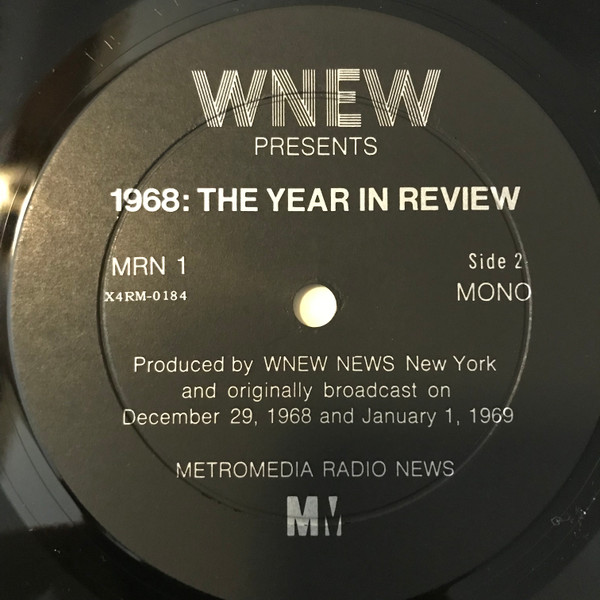 WNEW
PRESENTS
1968: THE YEAR IN REVIEW
MRN 1 Side 2
X4RM-0184 MONO
Produced by WNEW NEWS New York
and originally broadcast on
December 29, 1968 and January 1, 1969
METROMEDIA RADIO NEWS
MM